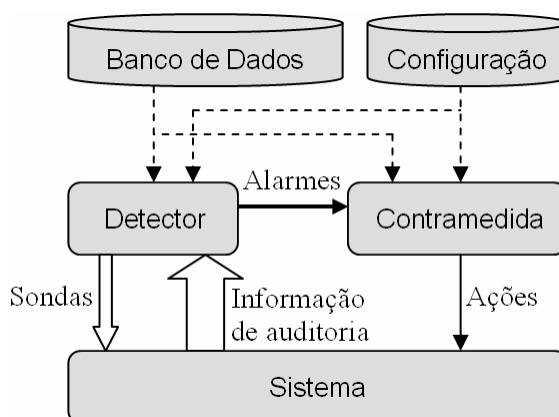 Banco de Dados
Configuração
Alarmes
Detector
Contramedida
Sondas
Informação
de auditoria
Ações
Sistema